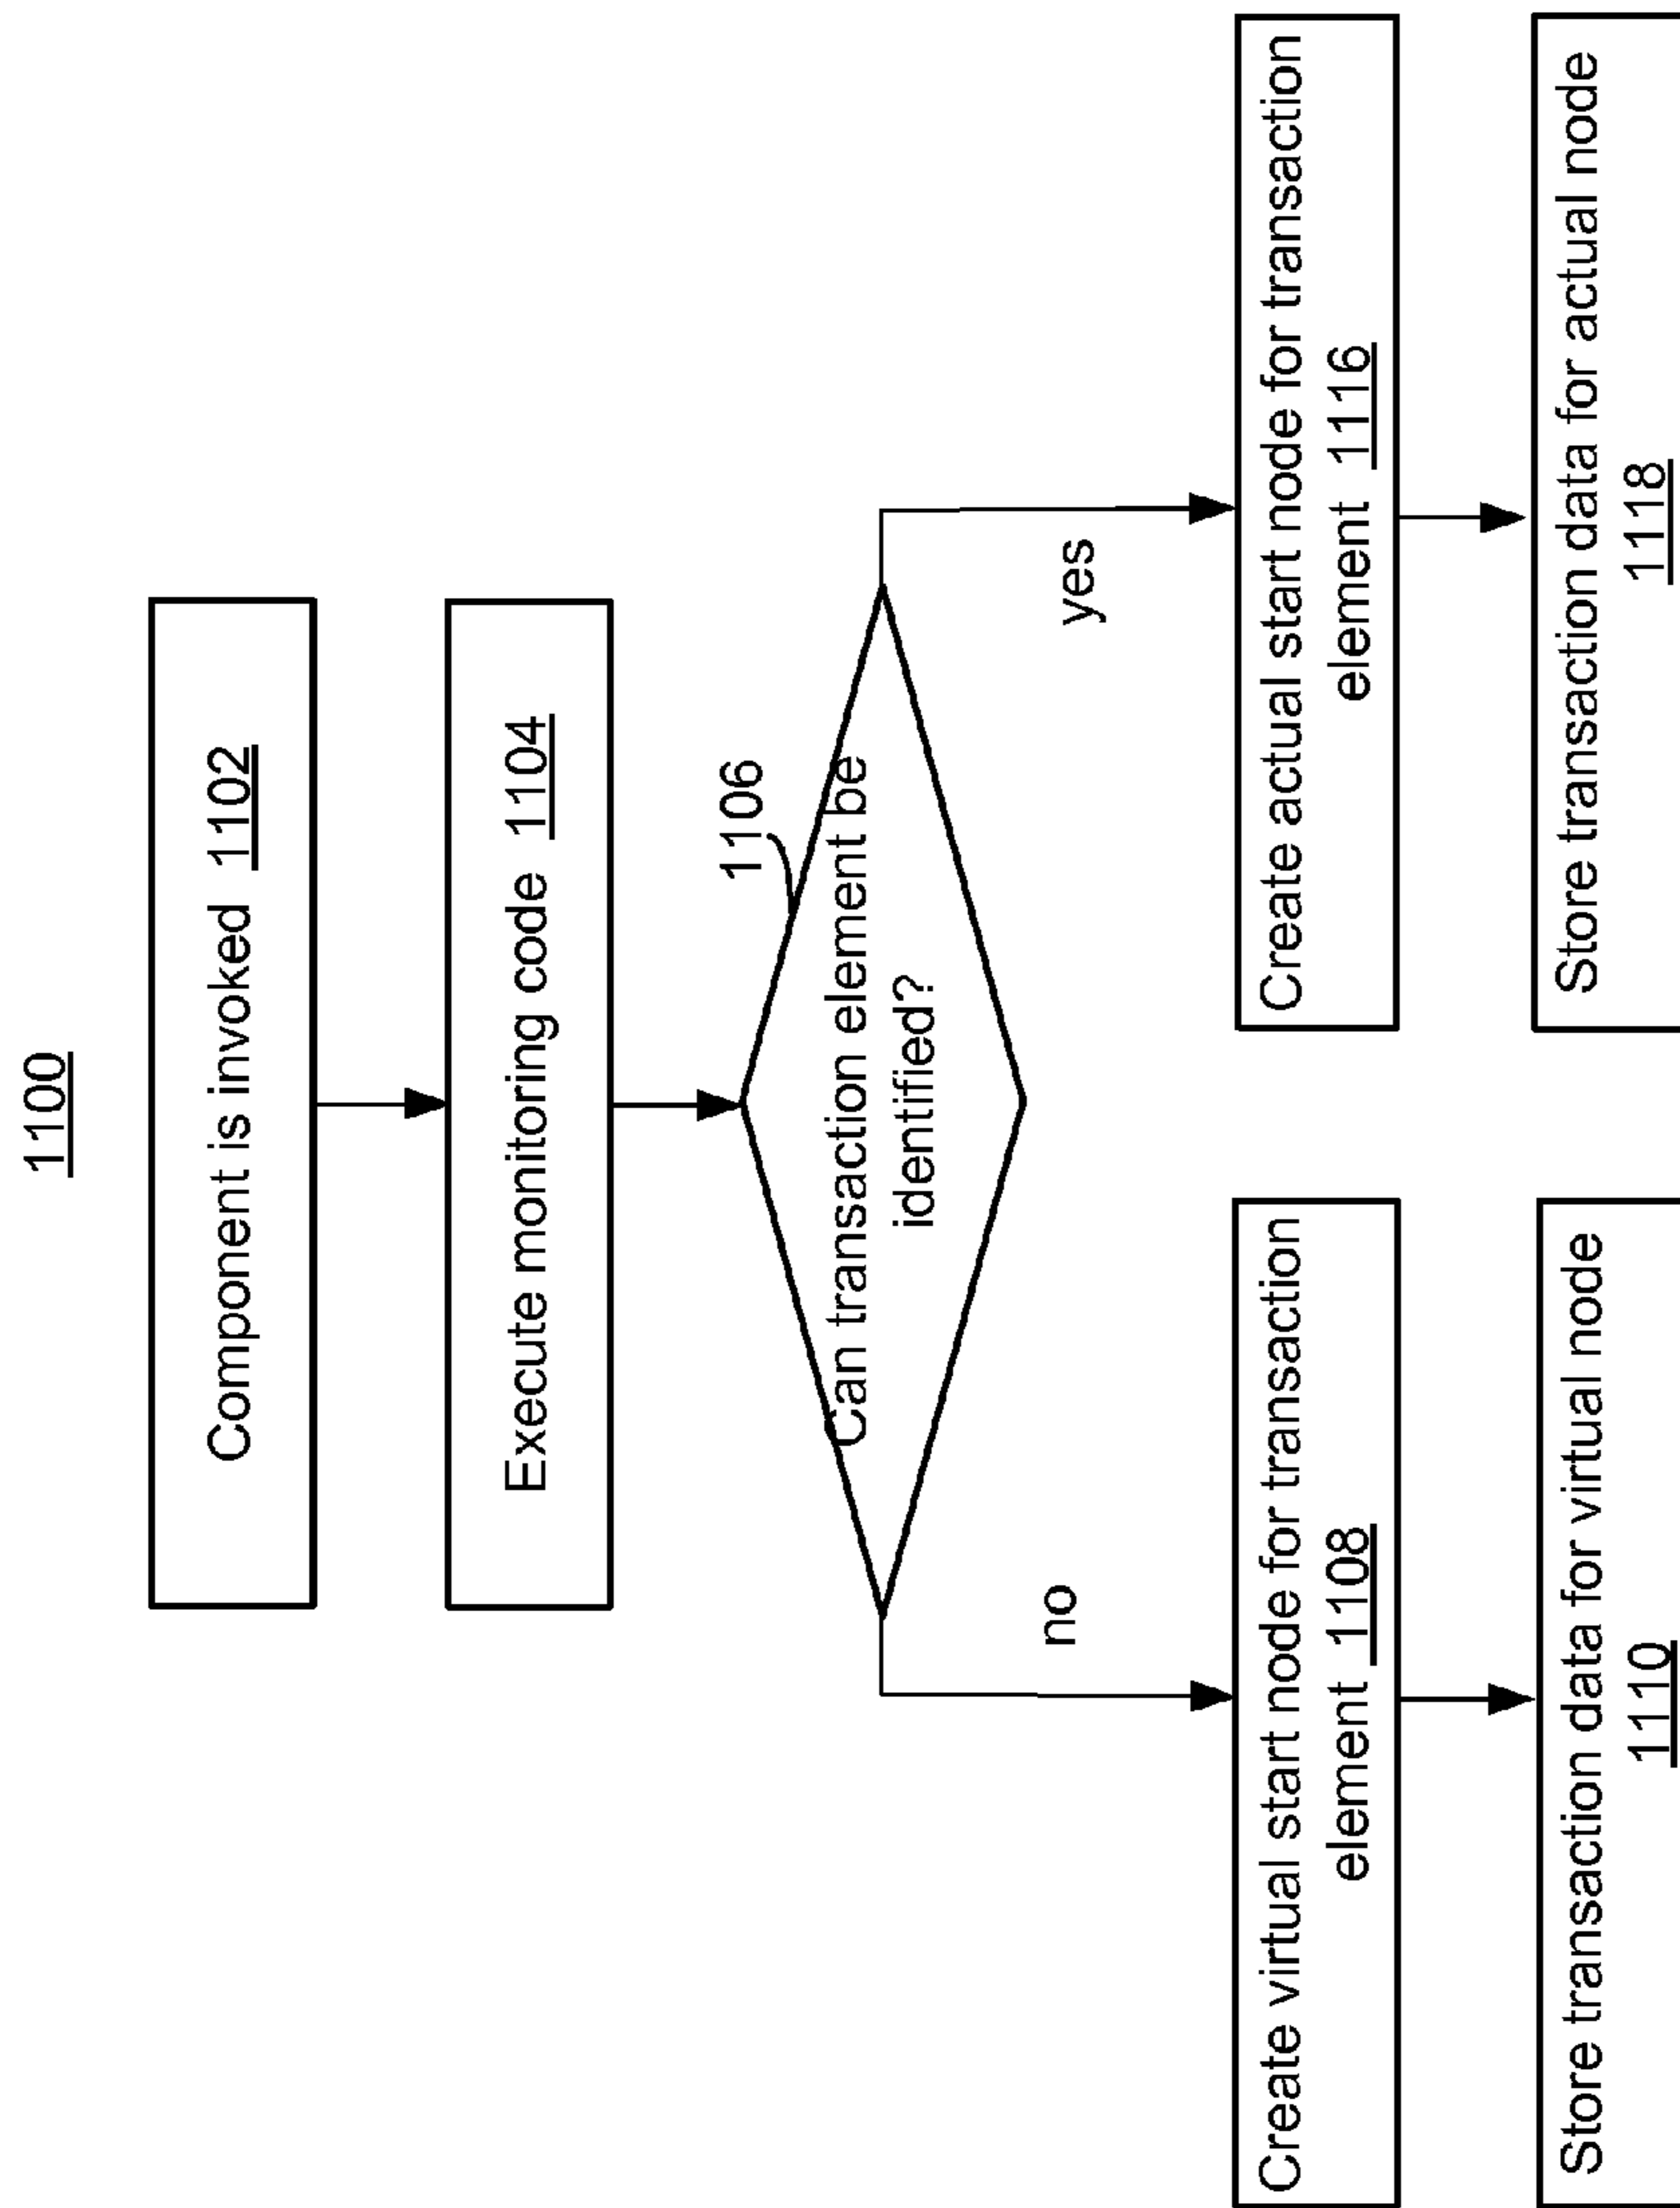 1100
Component is invoked 1102
Execute monitoring code 1104
1106
Can transaction element be
identified?
no
yes
Create virtual start node for transaction
element 1108
Create actual start node for transaction
element 1116
Store transaction data for virtual node
1110
Store transaction data for actual node
1118